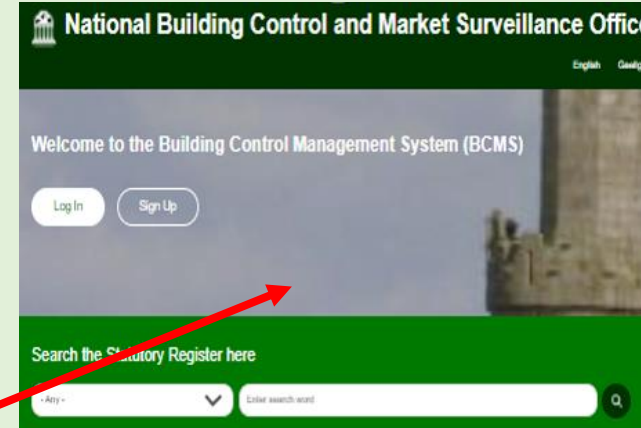 National Building Control and Market Surveillance Office
English
Welcome to the Building Control Management System (BCMS)
Log In Sign Up
Search the Statutory Register here
- Any - Enter search word